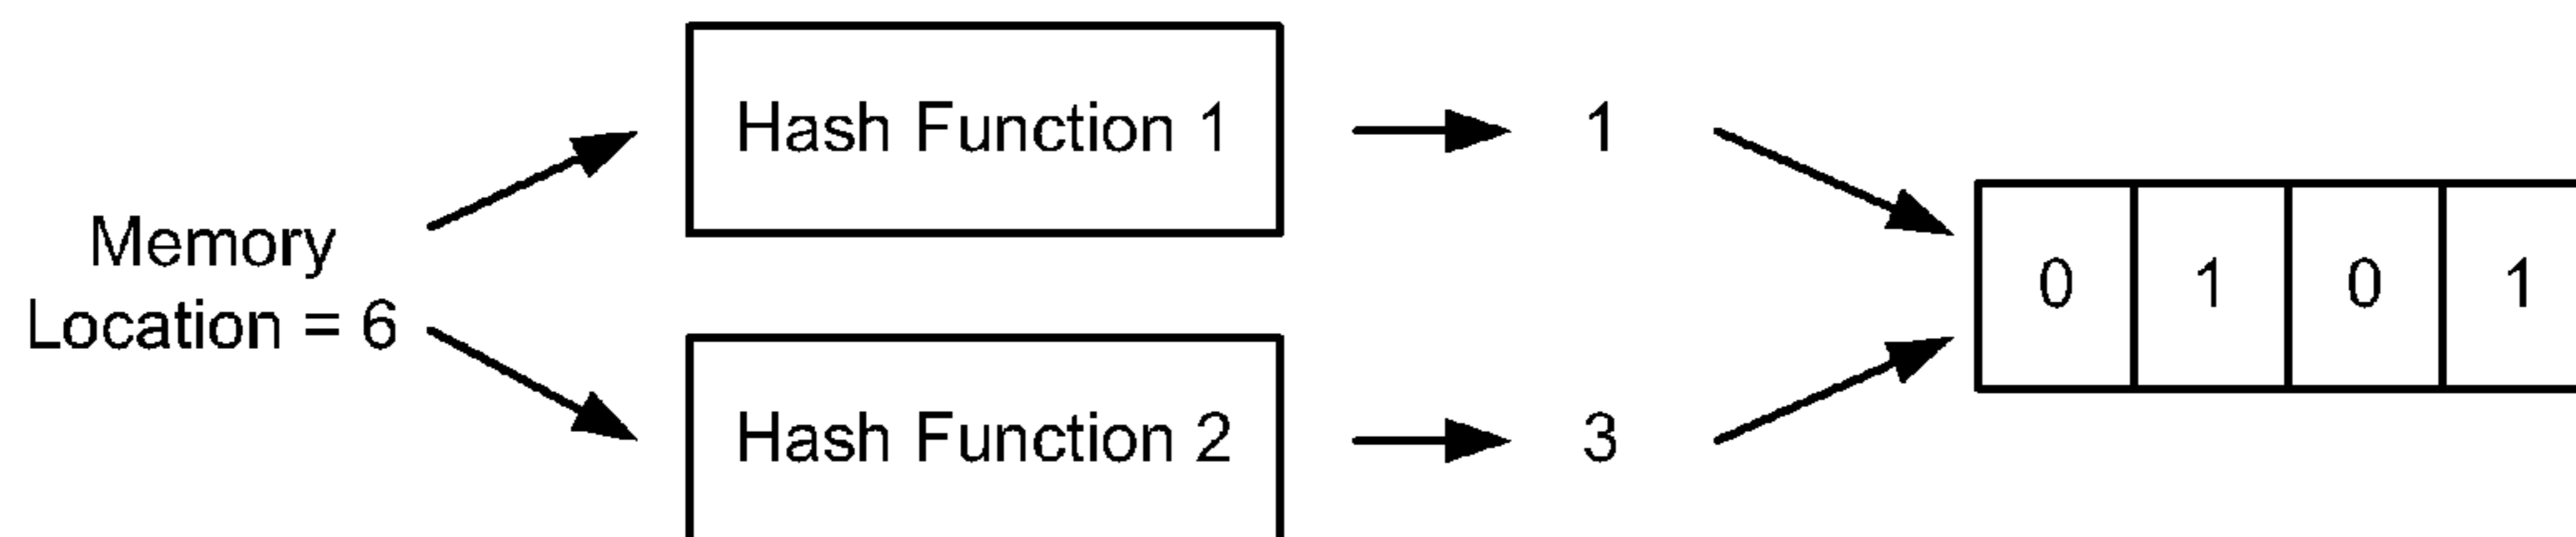 Hash Function 1
1
Memory
Location = 6
0 1 0 1
Hash Function 2
3